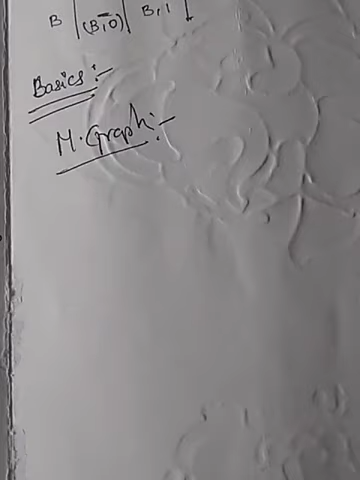 B | (B,0) | B,1 |
Basics :-
M.Graph :-